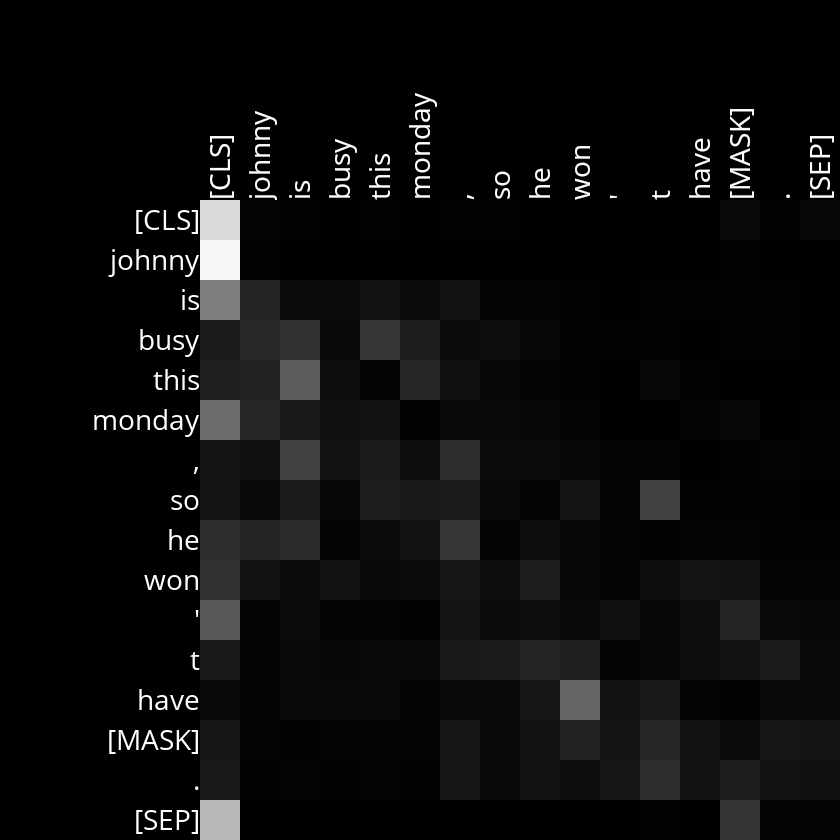 [CLS] johnny is busy this monday , so he won ' t have [MASK] . [SEP]
[CLS]
johnny
is
busy
this
monday
,
so
he
won
'
t
have
[MASK]
.
[SEP]